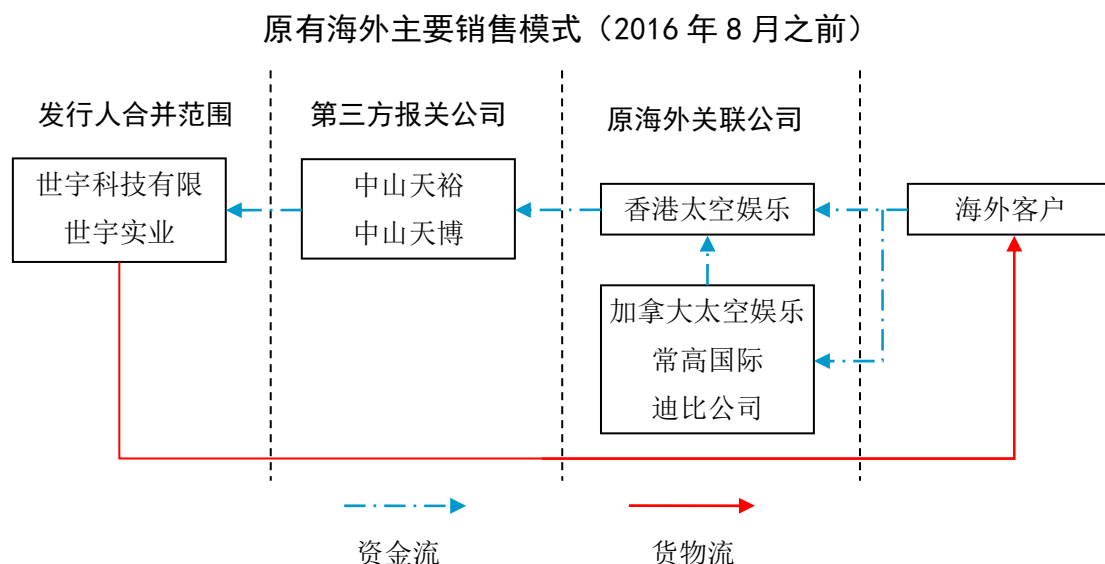 原有海外主要销售模式（2016 年 8 月之前）
发行人合并范围
第三方报关公司
原海外关联公司
世宇科技有限
世宇实业
中山天裕
中山天博
香港太空娱乐
海外客户
加拿大太空娱乐
常高国际
迪比公司
资金流
货物流